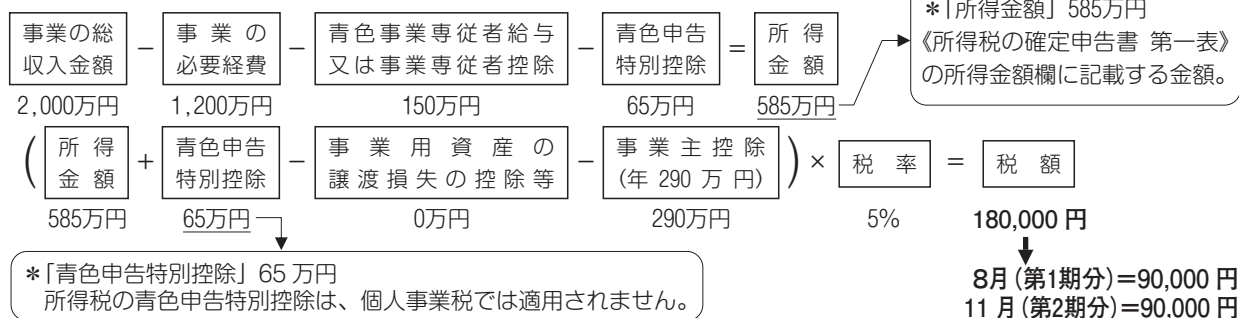 *「所得金額」 585万円
《所得税の確定申告書 第一表》
の所得金額欄に記載する金額。
事業の総収入金額 − 事業の必要経費 − 青色事業専従者給与又は事業専従者控除 − 青色申告特別控除 = 所得金額
2,000万円 1,200万円 150万円 65万円 585万円
( 所得金額 + 青色申告特別控除 − 事業用資産の譲渡損失の控除等 − 事業主控除(年290万円) ) × 税率 = 税額
585万円 65万円 0万円 290万円 5% 180,000 円
*「青色申告特別控除」 65 万円
所得税の青色申告特別控除は、個人事業税では適用されません。
8月(第1期分)=90,000 円
11 月(第2期分)=90,000 円